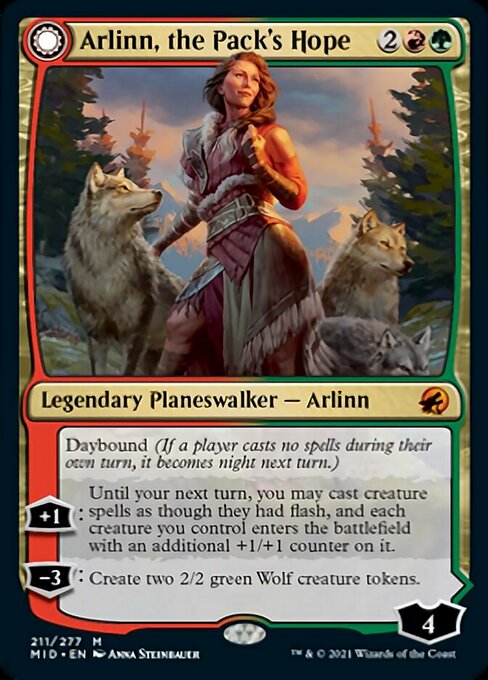 Arlinn, the Pack's Hope 2
Legendary Planeswalker — Arlinn
Daybound (If a player casts no spells during their
own turn, it becomes night next turn.)
+1: Until your next turn, you may cast creature
spells as though they had flash, and each
creature you control enters the battlefield
with an additional +1/+1 counter on it.
−3: Create two 2/2 green Wolf creature tokens.
4
211/277 M
MID • EN Anna Steinbauer
™ & © 2021 Wizards of the Coast